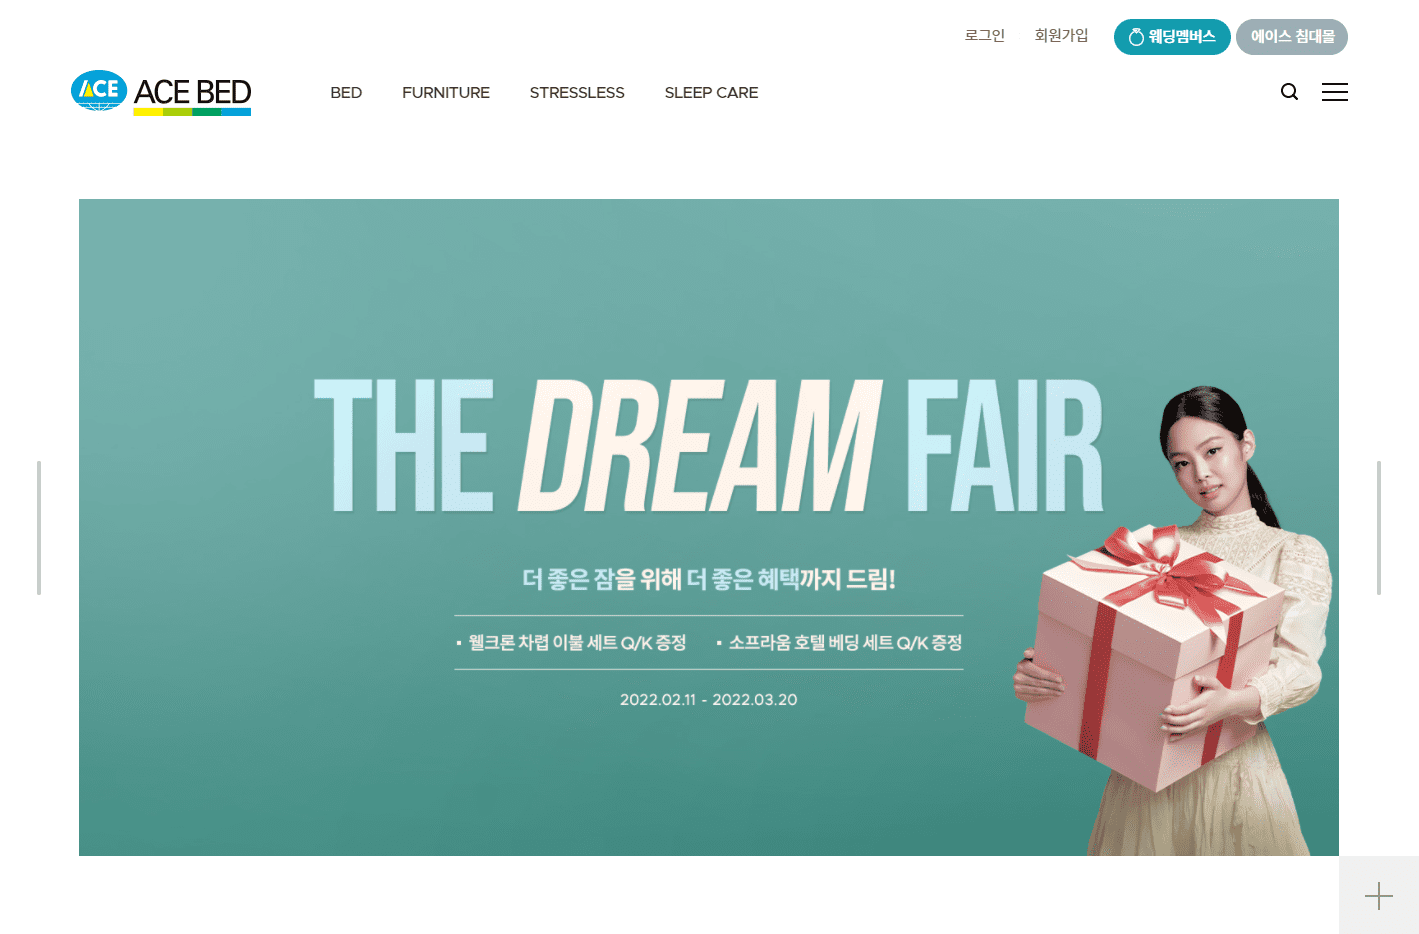 로그인 회원가입 웨딩멤버스 에이스 침대몰
ACE ACE BED BED FURNITURE STRESSLESS SLEEP CARE
THE DREAM FAIR
더 좋은 잠을 위해 더 좋은 혜택까지 드림!
▪ 웰크론 차렵 이불 세트 Q/K 증정 ▪ 소프라움 호텔 베딩 세트 Q/K 증정
2022.02.11 - 2022.03.20